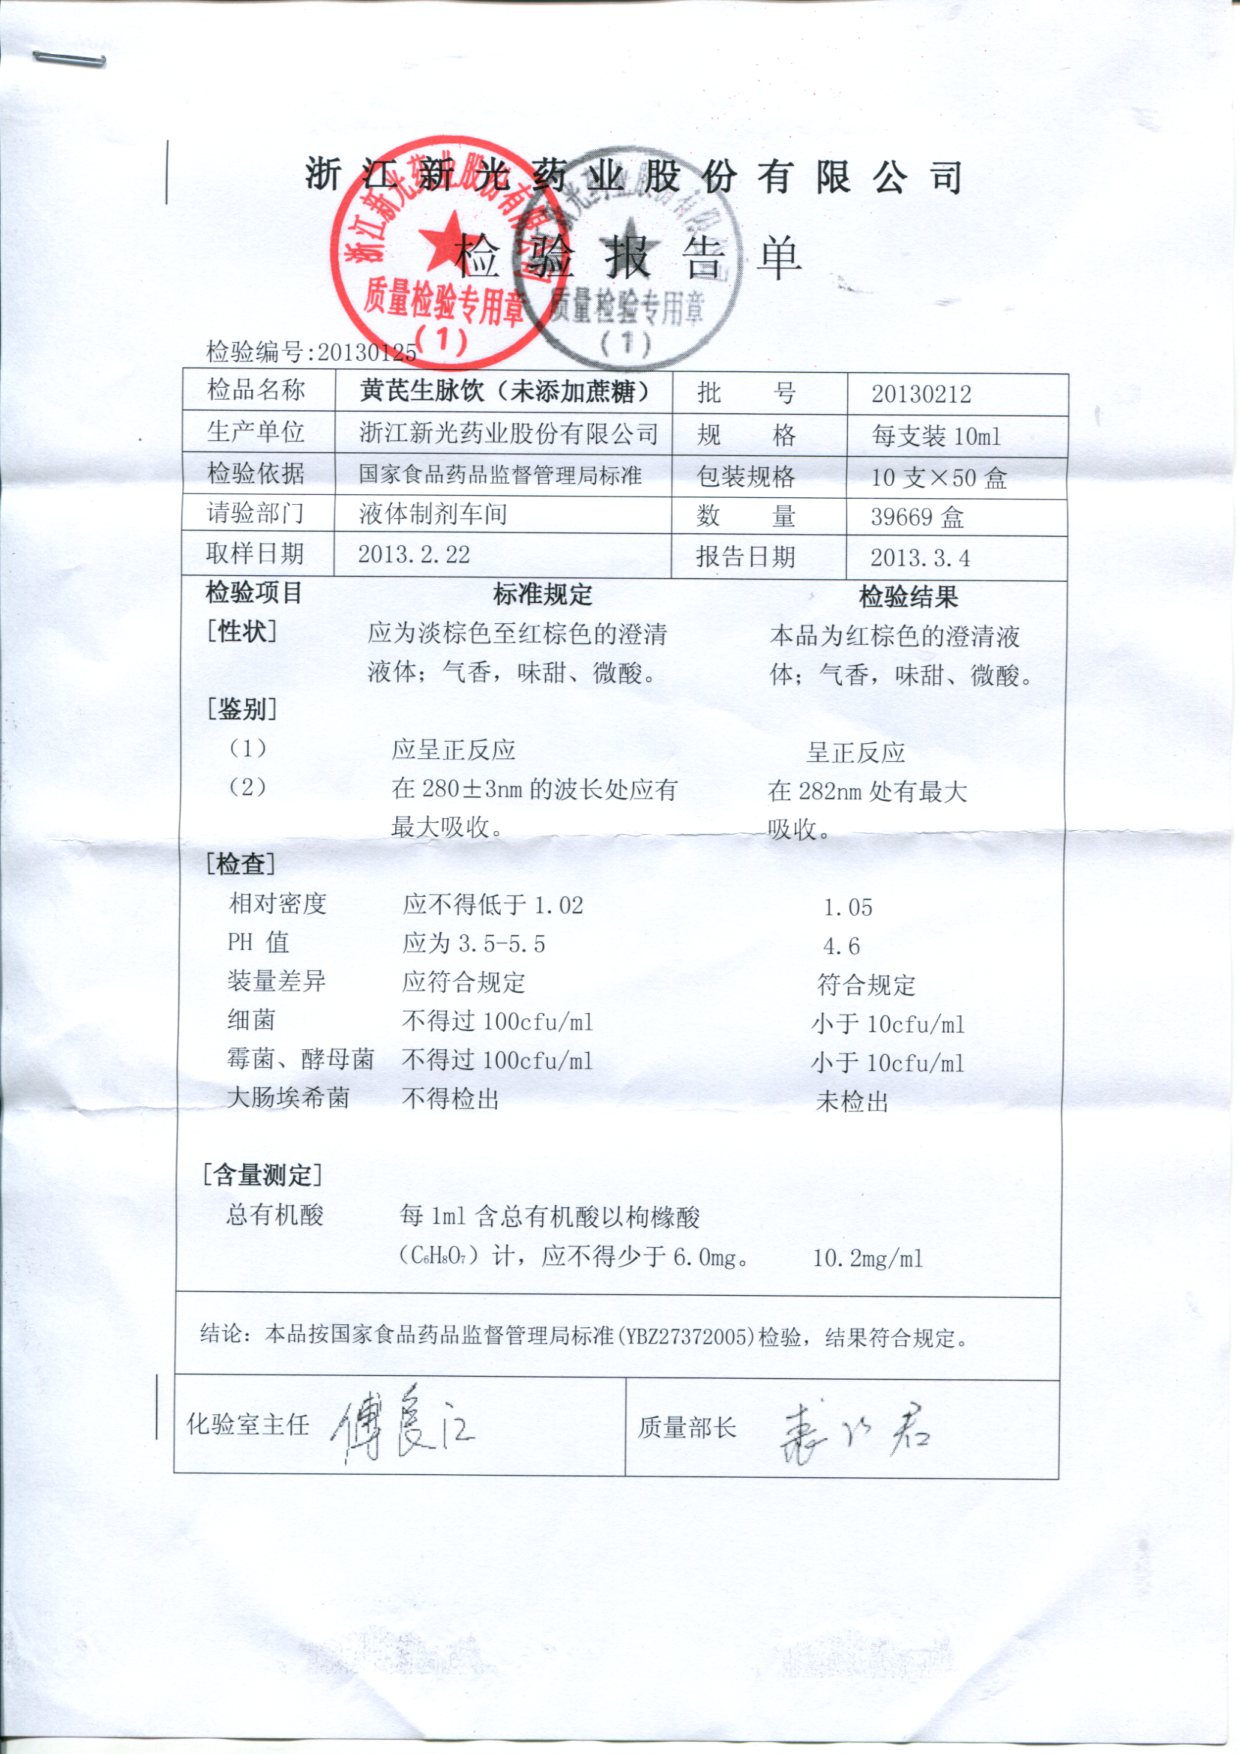 浙江新光药业股份有限公司
检验报告单
浙江新光药业股份有限公司
质量检验专用章
(1)
质量检验专用章
(1)
检验编号:20130125
检品名称 黄芪生脉饮（未添加蔗糖） 批 号 20130212
生产单位 浙江新光药业股份有限公司 规 格 每支装10ml
检验依据 国家食品药品监督管理局标准 包装规格 10支×50盒
请验部门 液体制剂车间 数 量 39669盒
取样日期 2013.2.22 报告日期 2013.3.4
检验项目 标准规定 检验结果
[性状] 应为淡棕色至红棕色的澄清 本品为红棕色的澄清液
液体；气香，味甜、微酸。 体；气香，味甜、微酸。
[鉴别]
（1） 应呈正反应 呈正反应
（2） 在280±3nm的波长处应有 在282nm处有最大
最大吸收。 吸收。
[检查]
相对密度 应不得低于1.02 1.05
PH 值 应为3.5-5.5 4.6
装量差异 应符合规定 符合规定
细菌 不得过100cfu/ml 小于10cfu/ml
霉菌、酵母菌 不得过100cfu/ml 小于10cfu/ml
大肠埃希菌 不得检出 未检出
[含量测定]
总有机酸 每1ml含总有机酸以枸橼酸
（C₆H₈O₇）计，应不得少于6.0mg。 10.2mg/ml
结论：本品按国家食品药品监督管理局标准(YBZ27372005)检验，结果符合规定。
化验室主任 傅良江 质量部长